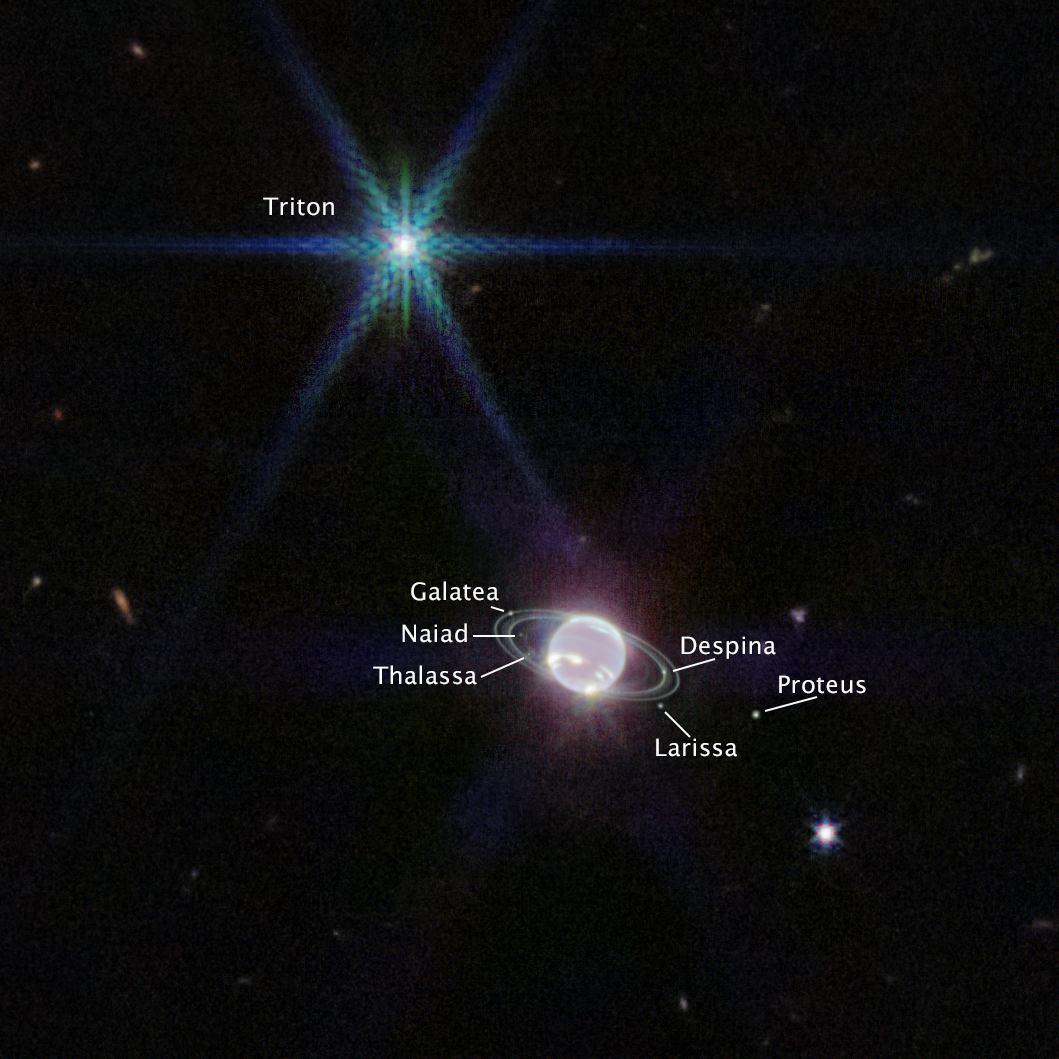 Triton
Galatea
Naiad
Thalassa
Despina
Proteus
Larissa